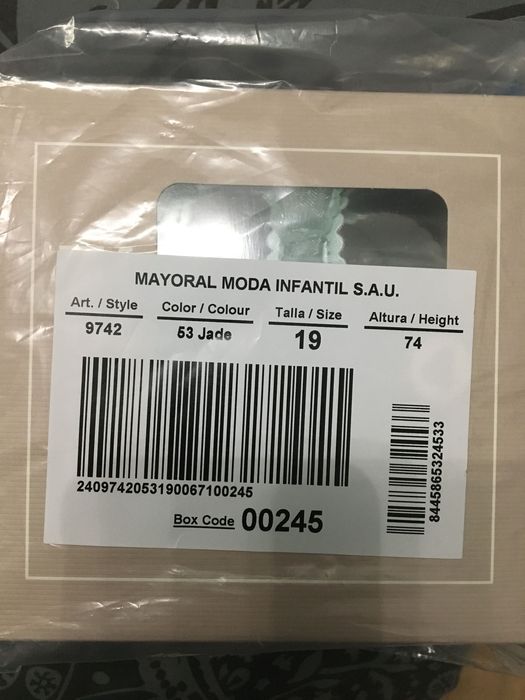 MAYORAL MODA INFANTIL S.A.U.
Art. / Style Color / Colour Talla / Size Altura / Height
9742 53 Jade 19 74
2409742053190067100245
8445865324533
Box Code 00245